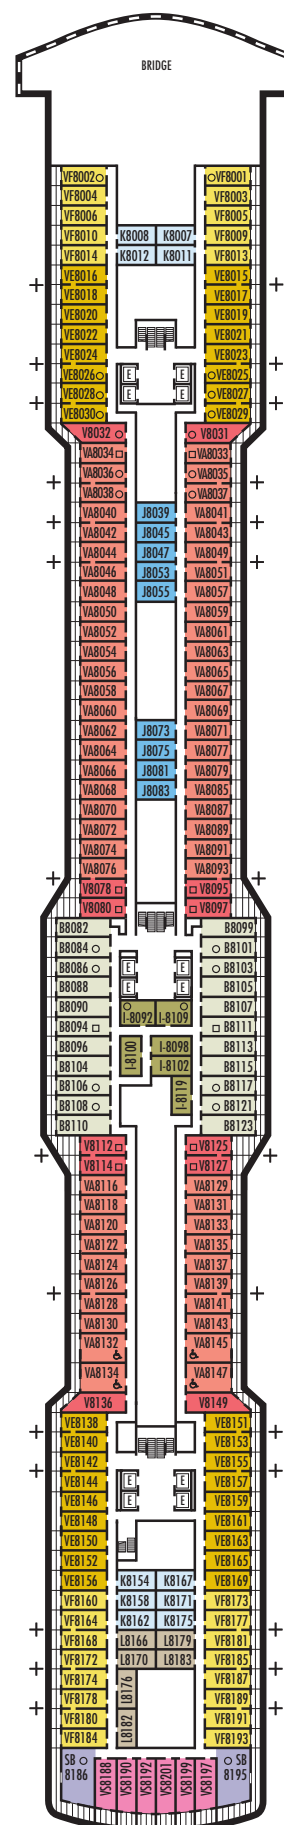 BRIDGE
VF8002 VF8001
VF8004 VF8003
VF8006 VF8005
VF8010 K8008 K8007 VF8009
VF8014 K8012 K8011 VF8013
VE8016 VE8015
VE8018 VE8017
VE8020 VE8019
VE8022 VE8021
VE8024 VE8023
VE8026 E E VE8025
VE8028 E E VE8027
VE8030 VE8029
V8032 V8031
VA8034 VA8033
VA8036 VA8035
VA8038 VA8037
VA8040 J8039 VA8041
VA8042 J8045 VA8043
VA8044 J8047 VA8049
VA8046 J8053 VA8051
VA8048 J8055 VA8057
VA8050 VA8059
VA8052 VA8061
VA8054 VA8063
VA8056 VA8065
VA8058 VA8067
VA8060 VA8069
VA8062 J8073 VA8071
VA8064 J8075 VA8077
VA8066 J8081 VA8079
VA8068 J8083 VA8085
VA8070 VA8087
VA8072 VA8089
VA8074 VA8091
VA8076 VA8093
V8078 V8095
V8080 V8097
B8082 B8099
B8084 B8101
B8086 E E B8103
B8088 E E B8105
B8090 I-8092 I-8109 B8107
B8094 B8111
B8096 I-8100 I-8098 B8113
B8104 I-8102 B8115
B8106 I-8119 B8117
B8108 B8121
B8110 B8123
V8112 V8125
V8114 V8127
VA8116 VA8129
VA8118 VA8131
VA8120 VA8133
VA8122 VA8135
VA8124 VA8137
VA8126 VA8139
VA8128 VA8141
VA8130 VA8143
VA8132 VA8145
VA8134 VA8147
V8136 V8149
VE8138 VE8151
VE8140 VE8153
VE8142 VE8155
VE8144 E E VE8157
VE8146 E E VE8159
VE8148 VE8161
VE8150 VE8163
VE8152 VE8165
VE8156 K8154 K8167 VE8169
VF8160 K8158 K8171 VF8173
VF8164 K8162 K8175 VF8177
VF8168 L8166 L8179 VF8181
VF8172 L8170 L8183 VF8185
VF8174 L8176 VF8187
VF8178 VF8189
VF8180 L8182 VF8191
VF8184 VF8193
SB SB
8186 VS8188 VS8190 VS8192 VS8201 VS8199 VS8197 8195